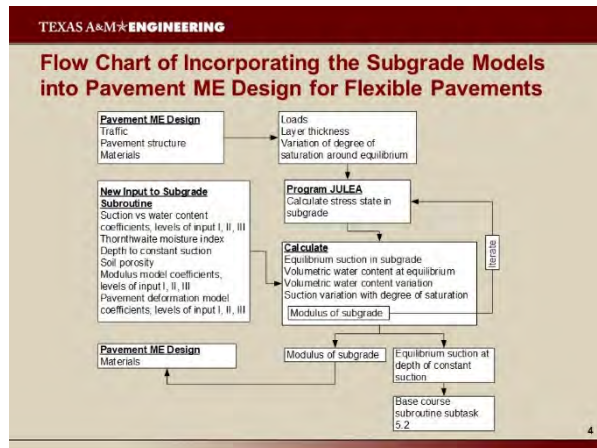 TEXAS A&M★ENGINEERING
Flow Chart of Incorporating the Subgrade Models
into Pavement ME Design for Flexible Pavements
Pavement ME Design
Traffic
Pavement structure
Materials
Loads
Layer thickness
Variation of degree of
saturation around equilibrium
Program JULEA
Calculate stress state in
subgrade
New Input to Subgrade
Subroutine
Suction vs water content
coefficients, levels of input I, II, III
Thornthwaite moisture index
Depth to constant suction
Soil porosity
Modulus model coefficients,
levels of input I, II, III
Pavement deformation model
coefficients, levels of input I, II, III
Calculate
Equilibrium suction in subgrade
Volumetric water content at equilibrium
Volumetric water content variation
Suction variation with degree of saturation
Modulus of subgrade
Iterate
Pavement ME Design
Materials
Modulus of subgrade
Equilibrium suction at
depth of constant
suction
Base course
subroutine subtask
5.2
4